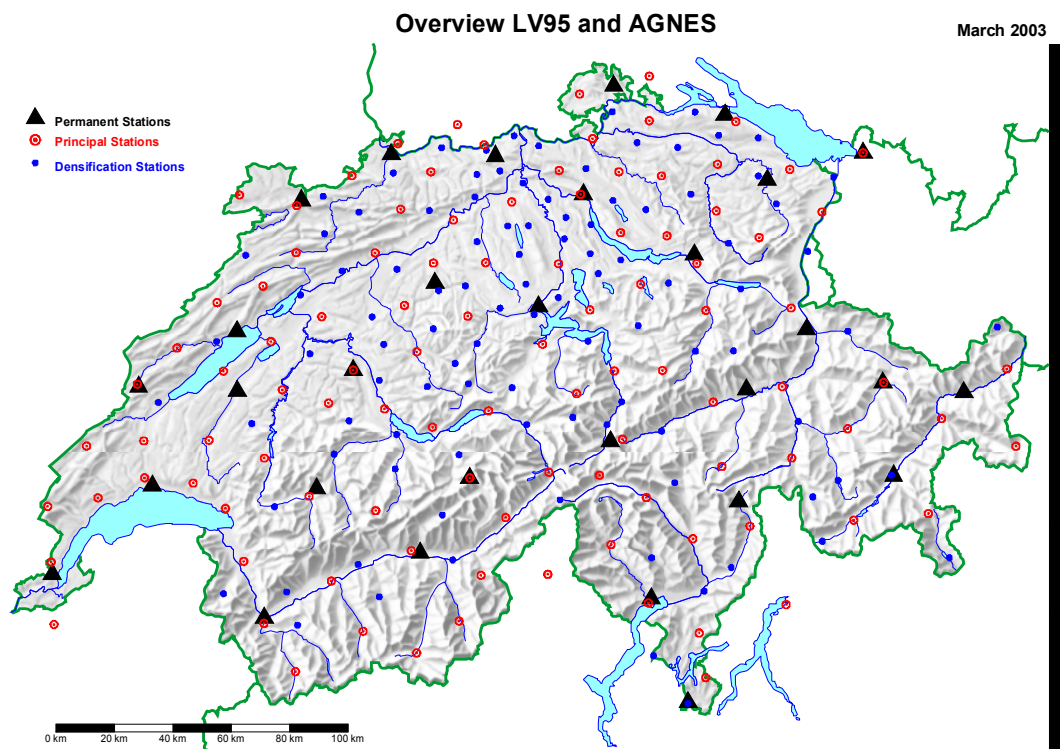 Overview LV95 and AGNES
March 2003
Permanent Stations
Principal Stations
Densification Stations
0 km 20 km 40 km 60 km 80 km 100 km